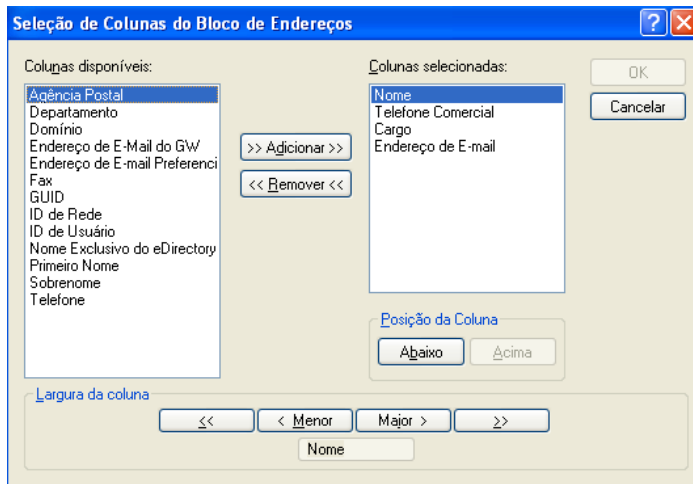 Seleção de Colunas do Bloco de Endereços
Colunas disponíveis:
Agência Postal
Departamento
Domínio
Endereço de E-Mail do GW
Endereço de E-mail Preferenci
Fax
GUID
ID de Rede
ID de Usuário
Nome Exclusivo do eDirectory
Primeiro Nome
Sobrenome
Telefone
>> Adicionar >>
<< Remover <<
Colunas selecionadas:
Nome
Telefone Comercial
Cargo
Endereço de E-mail
OK
Cancelar
Posição da Coluna
Abaixo
Acima
Largura da coluna
<<
< Menor
Major >
>>
Nome